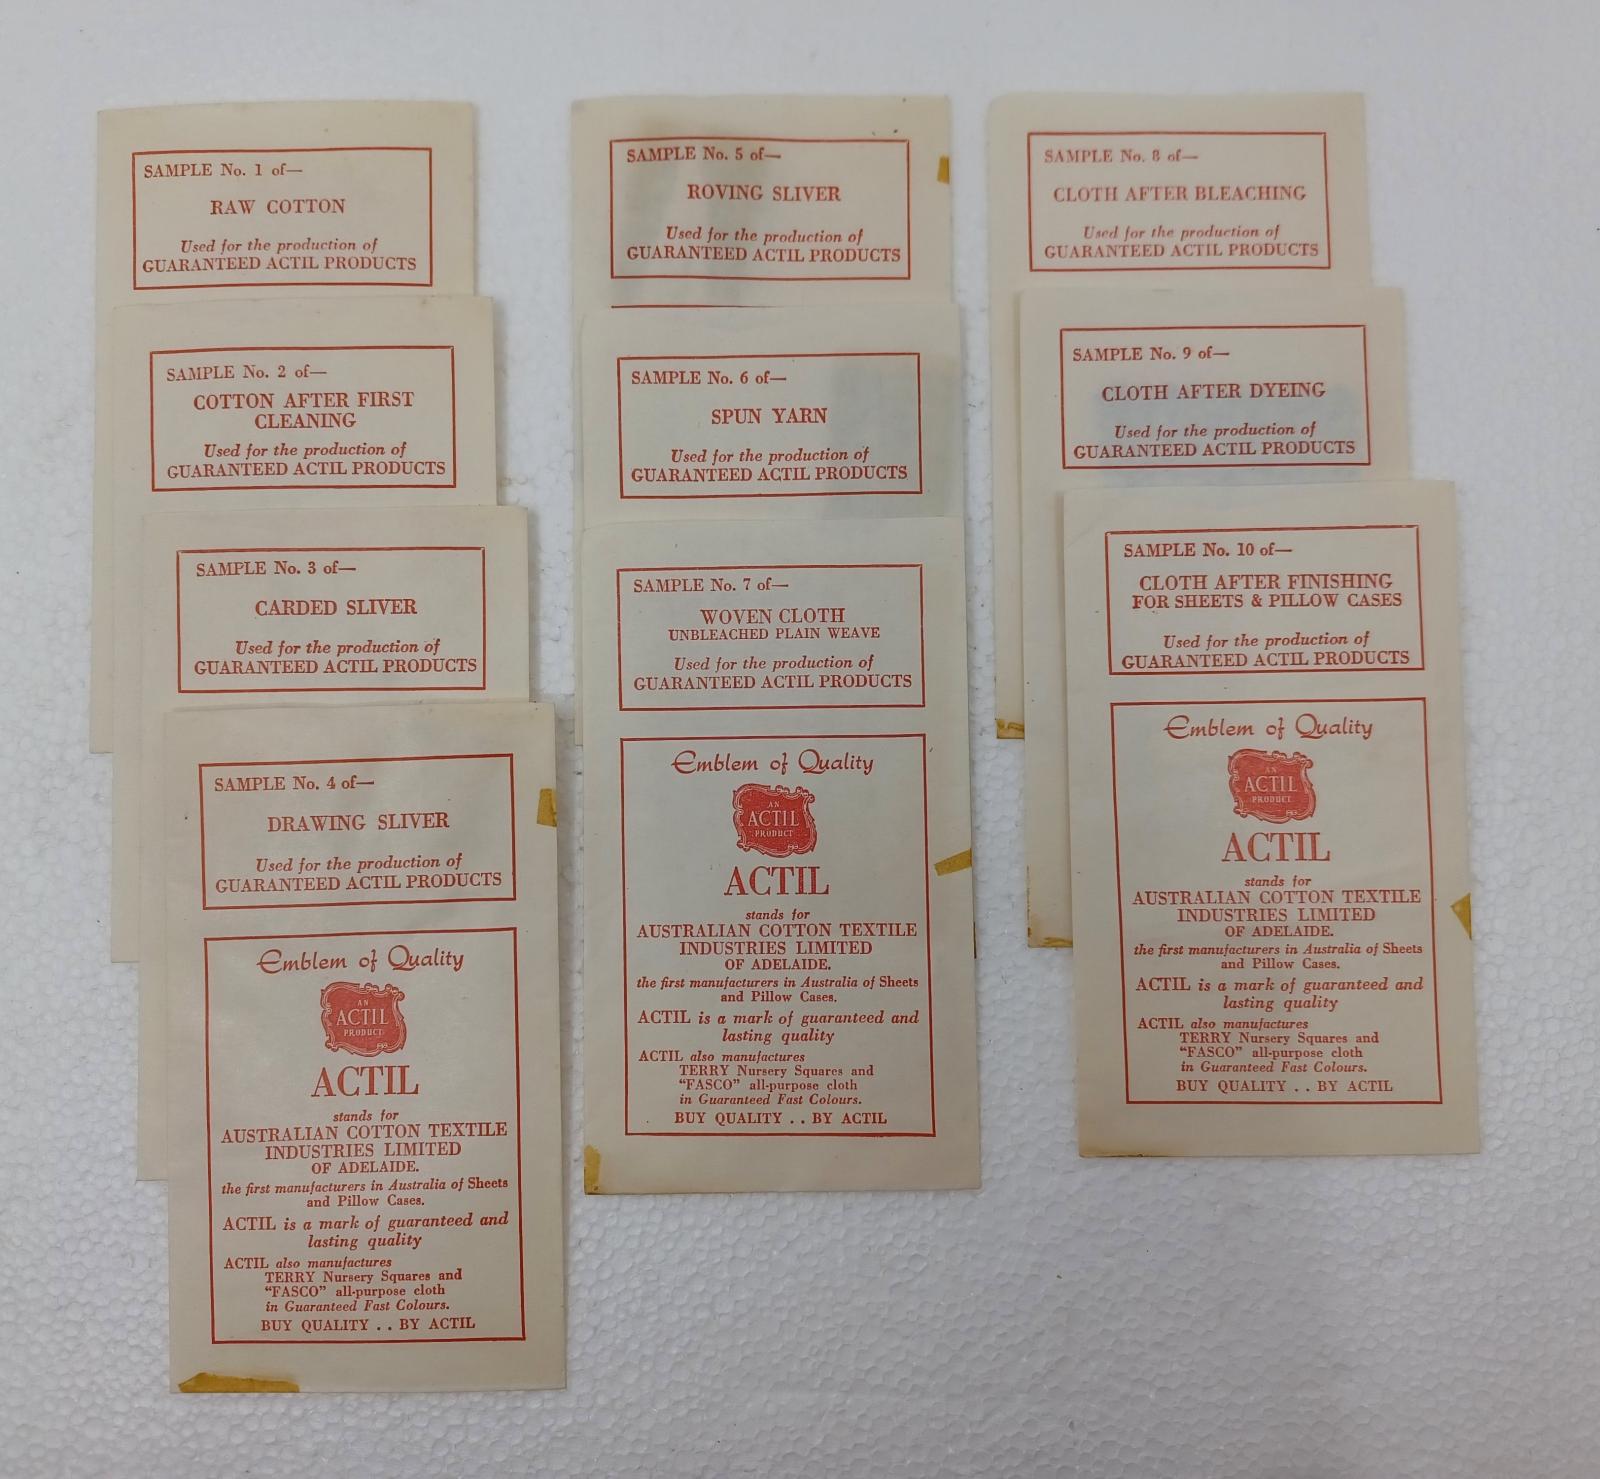 SAMPLE No. 1 of—
RAW COTTON
Used for the production of
GUARANTEED ACTIL PRODUCTS
SAMPLE No. 2 of—
COTTON AFTER FIRST
CLEANING
Used for the production of
GUARANTEED ACTIL PRODUCTS
SAMPLE No. 3 of—
CARDED SLIVER
Used for the production of
GUARANTEED ACTIL PRODUCTS
SAMPLE No. 4 of—
DRAWING SLIVER
Used for the production of
GUARANTEED ACTIL PRODUCTS
Emblem of Quality
AN
ACTIL
PRODUCT
ACTIL
stands for
AUSTRALIAN COTTON TEXTILE
INDUSTRIES LIMITED
OF ADELAIDE.
the first manufacturers in Australia of Sheets
and Pillow Cases.
ACTIL is a mark of guaranteed and
lasting quality
ACTIL also manufactures
TERRY Nursery Squares and
"FASCO" all-purpose cloth
in Guaranteed Fast Colours.
BUY QUALITY . . BY ACTIL
SAMPLE No. 5 of—
ROVING SLIVER
Used for the production of
GUARANTEED ACTIL PRODUCTS
SAMPLE No. 6 of—
SPUN YARN
Used for the production of
GUARANTEED ACTIL PRODUCTS
SAMPLE No. 7 of—
WOVEN CLOTH
UNBLEACHED PLAIN WEAVE
Used for the production of
GUARANTEED ACTIL PRODUCTS
Emblem of Quality
AN
ACTIL
PRODUCT
ACTIL
stands for
AUSTRALIAN COTTON TEXTILE
INDUSTRIES LIMITED
OF ADELAIDE.
the first manufacturers in Australia of Sheets
and Pillow Cases.
ACTIL is a mark of guaranteed and
lasting quality
ACTIL also manufactures
TERRY Nursery Squares and
"FASCO" all-purpose cloth
in Guaranteed Fast Colours.
BUY QUALITY . . BY ACTIL
SAMPLE No. 8 of—
CLOTH AFTER BLEACHING
Used for the production of
GUARANTEED ACTIL PRODUCTS
SAMPLE No. 9 of—
CLOTH AFTER DYEING
Used for the production of
GUARANTEED ACTIL PRODUCTS
SAMPLE No. 10 of—
CLOTH AFTER FINISHING
FOR SHEETS & PILLOW CASES
Used for the production of
GUARANTEED ACTIL PRODUCTS
Emblem of Quality
AN
ACTIL
PRODUCT
ACTIL
stands for
AUSTRALIAN COTTON TEXTILE
INDUSTRIES LIMITED
OF ADELAIDE.
the first manufacturers in Australia of Sheets
and Pillow Cases.
ACTIL is a mark of guaranteed and
lasting quality
ACTIL also manufactures
TERRY Nursery Squares and
"FASCO" all-purpose cloth
in Guaranteed Fast Colours.
BUY QUALITY . . BY ACTIL